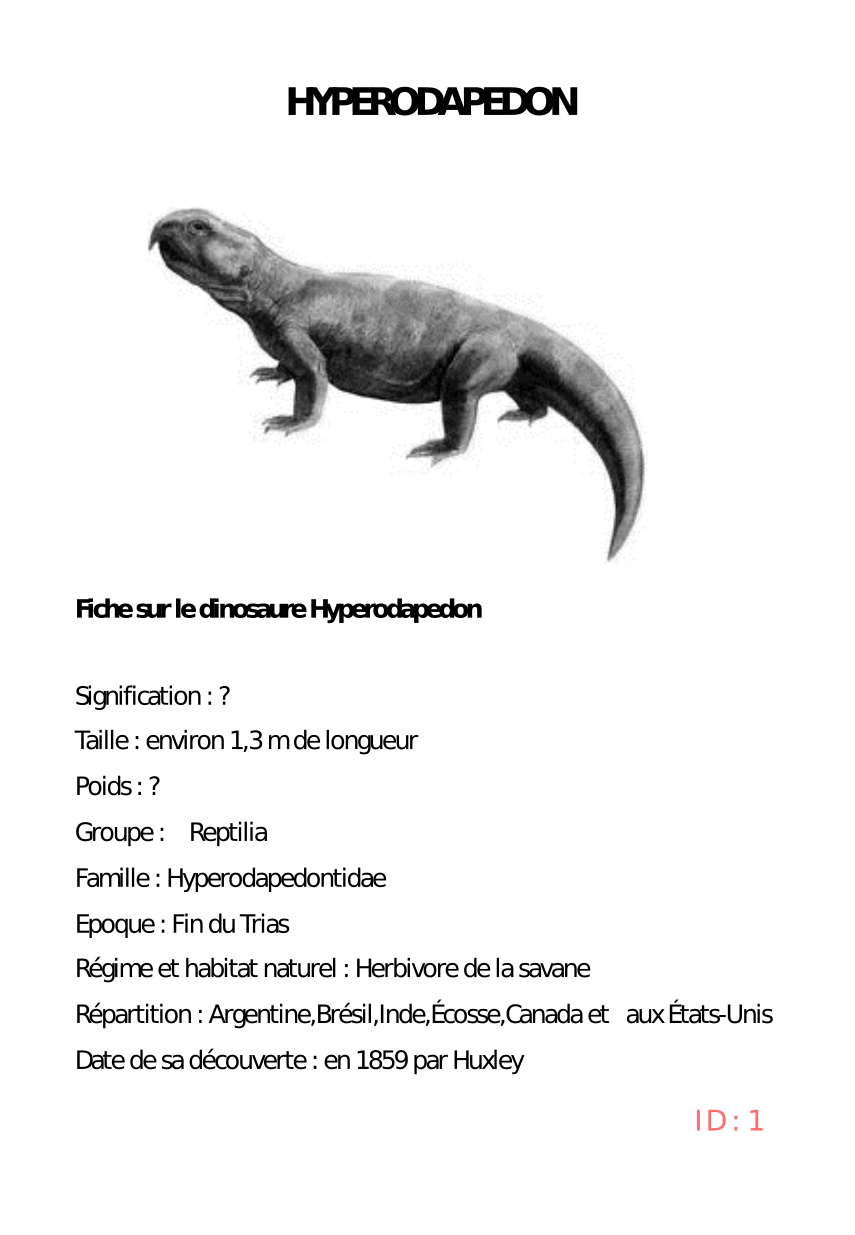 HYPERODAPEDON
Fiche sur le dinosaure Hyperodapedon
Signification : ?
Taille : environ 1,3 m de longueur
Poids : ?
Groupe : Reptilia
Famille : Hyperodapedontidae
Epoque : Fin du Trias
Régime et habitat naturel : Herbivore de la savane
Répartition : Argentine,Brésil,Inde,Écosse,Canada et aux États-Unis
Date de sa découverte : en 1859 par Huxley
ID : 1